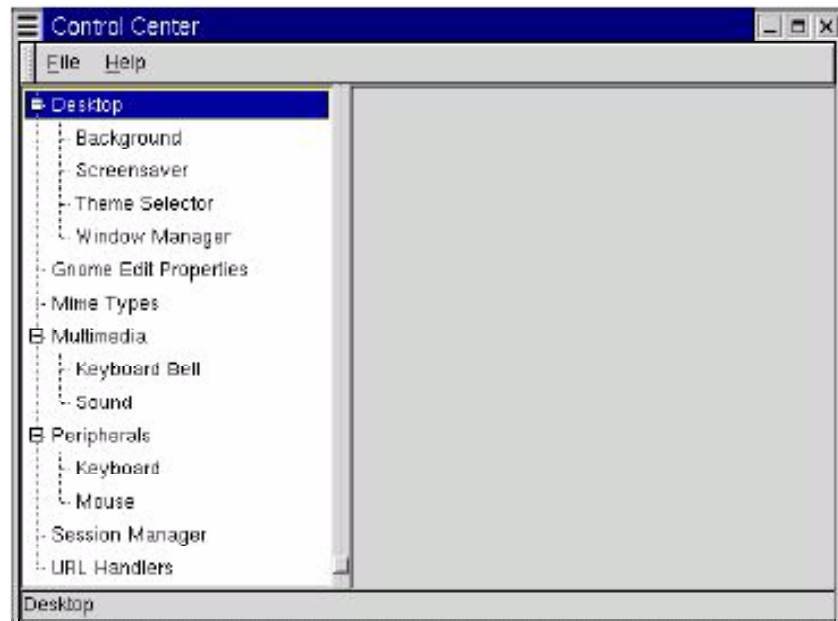 Control Center
File Help
Desktop
Background
Screensaver
Theme Selector
Window Manager
Gnome Edit Properties
Mime Types
Multimedia
Keyboard Bell
Sound
Peripherals
Keyboard
Mouse
Session Manager
URL Handlers
Desktop